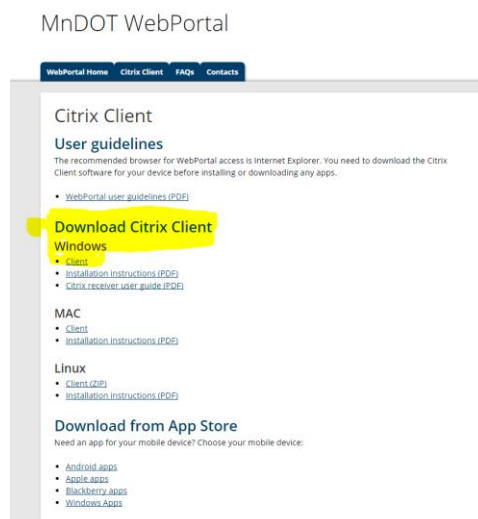 MnDOT WebPortal
WebPortal Home Citrix Client FAQs Contacts
Citrix Client
User guidelines
The recommended browser for WebPortal access is Internet Explorer. You need to download the Citrix
Client software for your device before installing or downloading any apps.
• WebPortal user guidelines (PDF)
Download Citrix Client
Windows
• Client
• Installation instructions (PDF)
• Citrix receiver user guide (PDF)
MAC
• Client
• Installation instructions (PDF)
Linux
• Client (ZIP)
• Installation instructions (PDF)
Download from App Store
Need an app for your mobile device? Choose your mobile device:
• Android apps
• Apple apps
• Blackberry apps
• Windows Apps